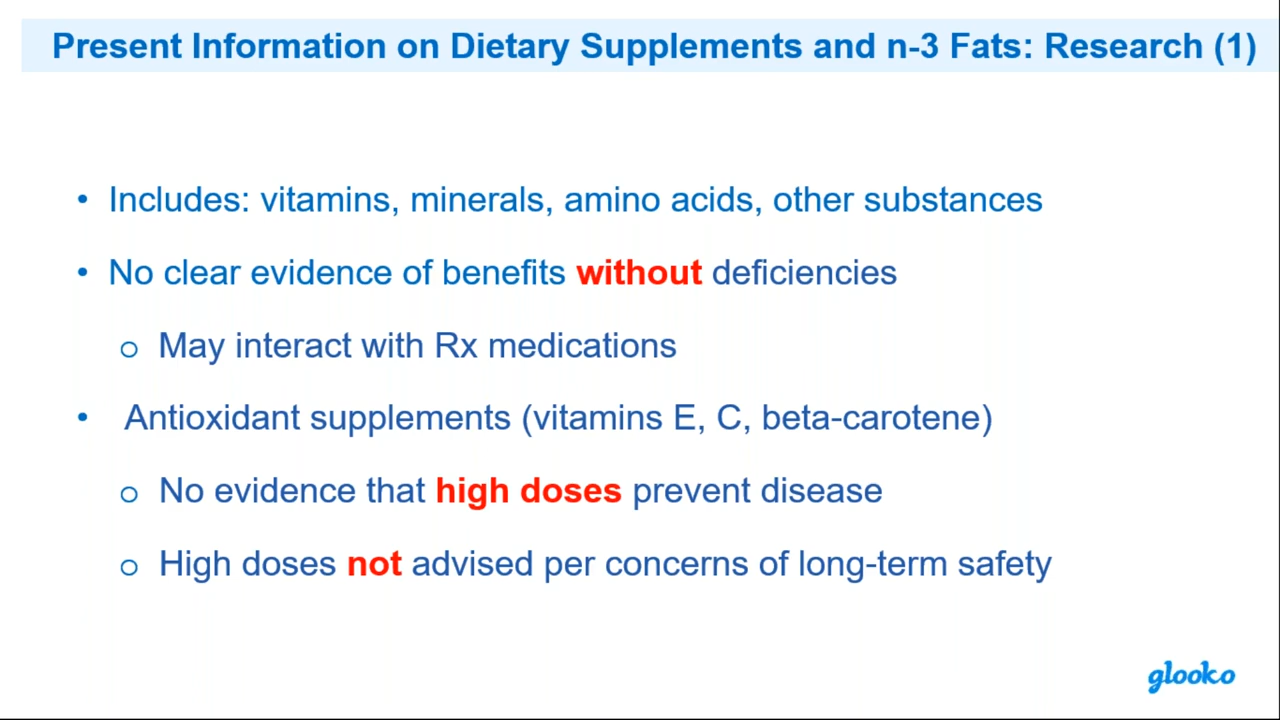 Present Information on Dietary Supplements and n-3 Fats: Research (1)
• Includes: vitamins, minerals, amino acids, other substances
• No clear evidence of benefits without deficiencies
o May interact with Rx medications
• Antioxidant supplements (vitamins E, C, beta-carotene)
o No evidence that high doses prevent disease
o High doses not advised per concerns of long-term safety
glooko